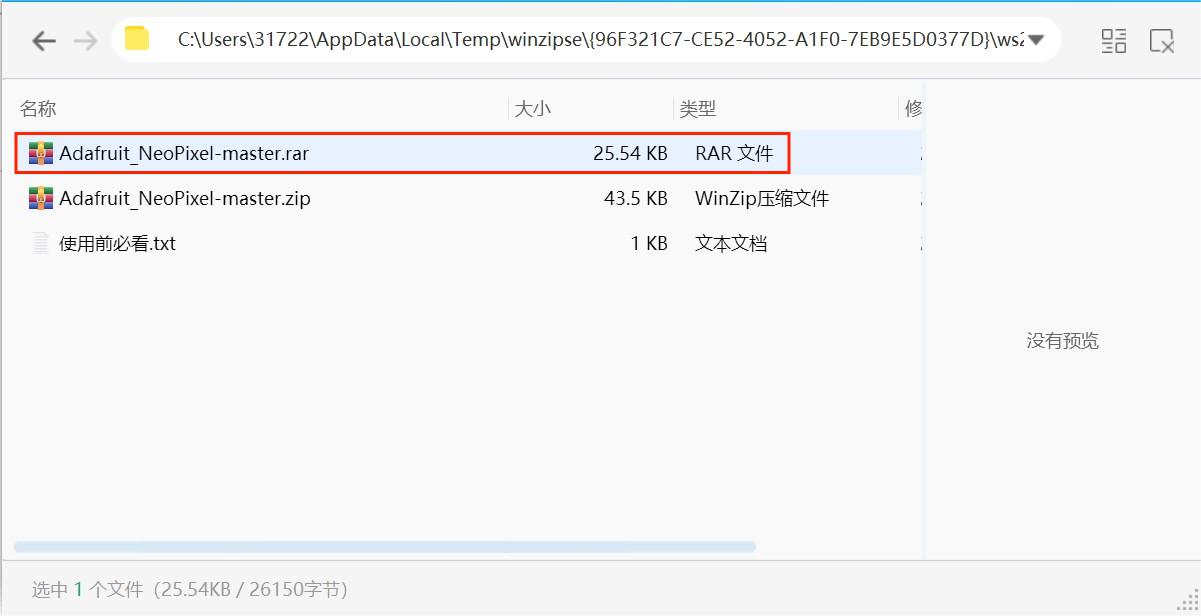 C:\Users\31722\AppData\Local\Temp\winzipse\{96F321C7-CE52-4052-A1F0-7EB9E5D0377D}\ws2
名称 大小 类型 修
Adafruit_NeoPixel-master.rar 25.54 KB RAR 文件
Adafruit_NeoPixel-master.zip 43.5 KB WinZip压缩文件
使用前必看.txt 1 KB 文本文档
没有预览
选中 1 个文件（25.54KB / 26150字节）